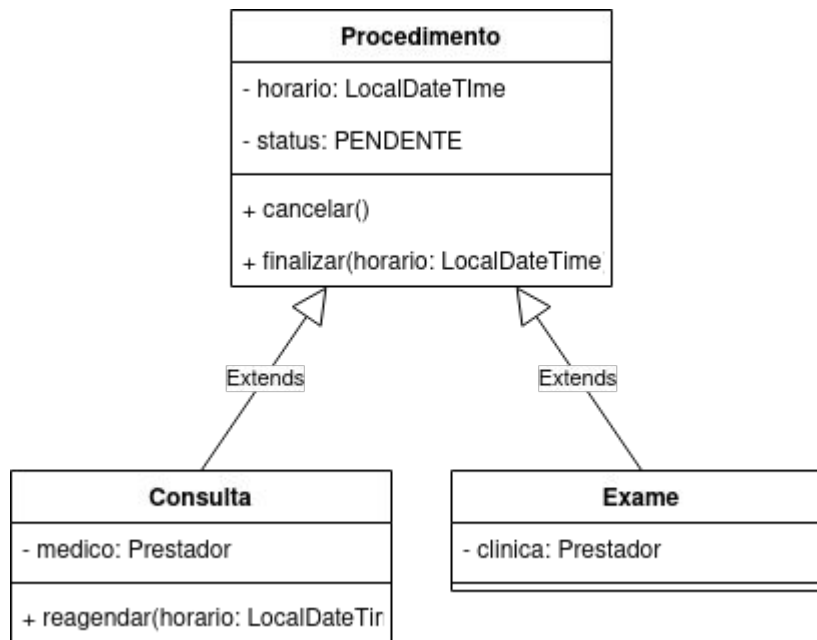 Procedimento
- horario: LocalDateTIme
- status: PENDENTE
+ cancelar()
+ finalizar(horario: LocalDateTime)
Extends
Extends
Consulta
- medico: Prestador
+ reagendar(horario: LocalDateTim
Exame
- clinica: Prestador